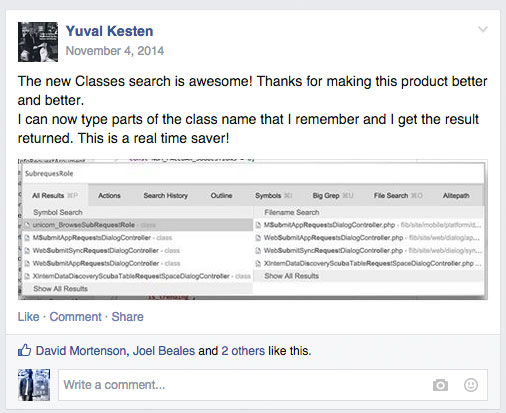 Yuval Kesten
November 4, 2014
The new Classes search is awesome! Thanks for making this product better
and better.
I can now type parts of the class name that I remember and I get the result
returned. This is a real time saver!
SubrequesRole
All Results ⌘P Actions Search History Outline Symbols ⌘I Big Grep ⌘U File Search ⌘O Alitepath
Symbol Search Filename Search
unicorn_BrowseSubRequestRole - class MSubmitAppRequestsDialogController.php - flib/site/mobile/platform/d...
MSubmitAppRequestsDialogController - class WebSubmitAppRequestsDialogController.php - flib/site/web/dialog/ap...
WebSubmitSyncRequestsDialogController - class WebSubmitSyncRequestsDialogController.php - flib/site/web/dialog/syn...
WebSubmitAppRequestsDialogController - class XInternDataDiscoveryScubaTableRequestSpaceDialogController.php ...
XInternDataDiscoveryScubaTableRequestSpaceDialogController - class Show All Results
Show All Results
Like · Comment · Share
David Mortenson, Joel Beales and 2 others like this.
Write a comment...